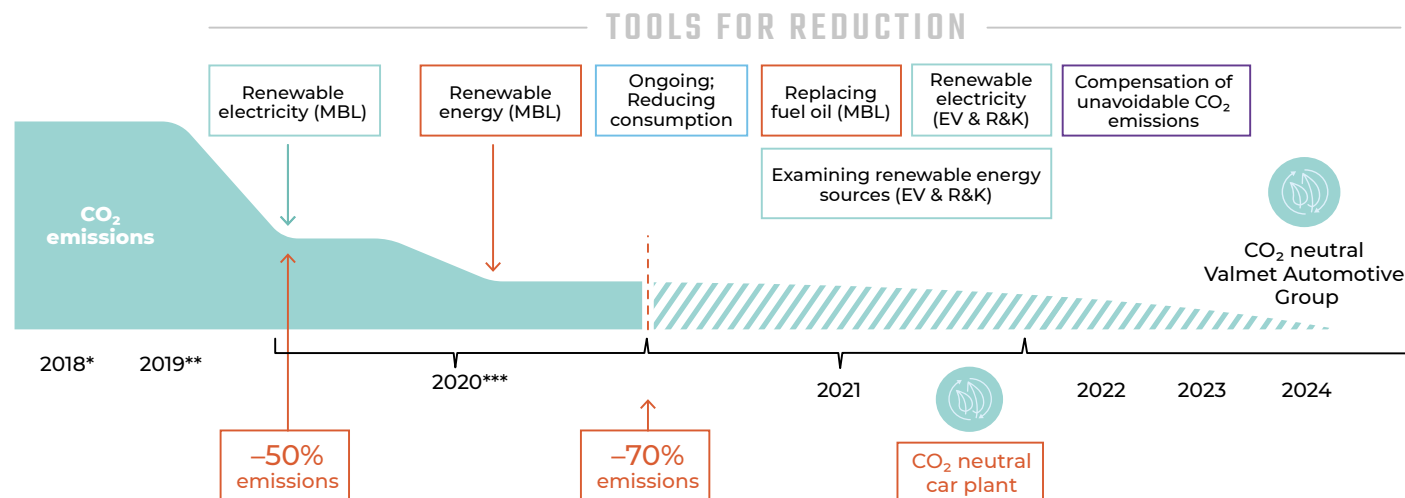 TOOLS FOR REDUCTION
Renewable
electricity (MBL)
Renewable
energy (MBL)
Ongoing;
Reducing
consumption
Replacing
fuel oil (MBL)
Renewable
electricity
(EV & R&K)
Compensation of
unavoidable CO₂
emissions
Examining renewable energy
sources (EV & R&K)
CO₂
emissions
CO₂ neutral
Valmet Automotive
Group
2018*
2019**
2020***
2021
2022
2023
2024
–50%
emissions
–70%
emissions
CO₂ neutral
car plant